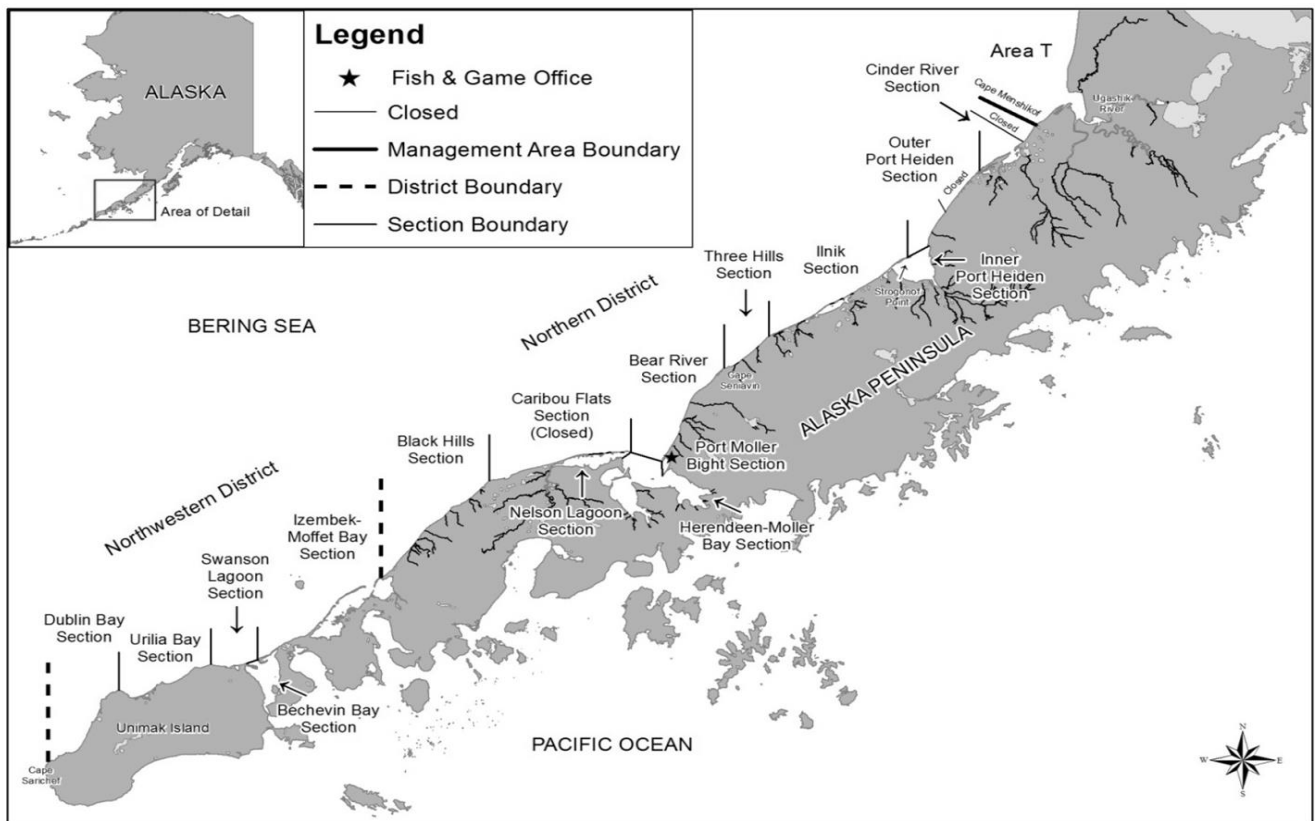 ALASKA
Area of Detail
Legend
Fish & Game Office
Closed
Management Area Boundary
District Boundary
Section Boundary
Area T
Cinder River
Section
Cape Menshikof
Closed
Ugashik
River
Outer
Port Heiden
Section
Closed
Three Hills
Section
Ilnik
Section
Strogonof
Point
Inner
Port Heiden
Section
BERING SEA
Northern District
Bear River
Section
Cape
Seniavin
ALASKA PENINSULA
Caribou Flats
Section
(Closed)
Black Hills
Section
Port Moller
Bight Section
Nelson Lagoon
Section
Herendeen-Moller
Bay Section
Northwestern District
Izembek-
Moffet Bay
Section
Swanson
Lagoon
Section
Dublin Bay
Section
Urilia Bay
Section
Bechevin Bay
Section
Unimak Island
Cape
Sarichef
PACIFIC OCEAN
N
W
E
S